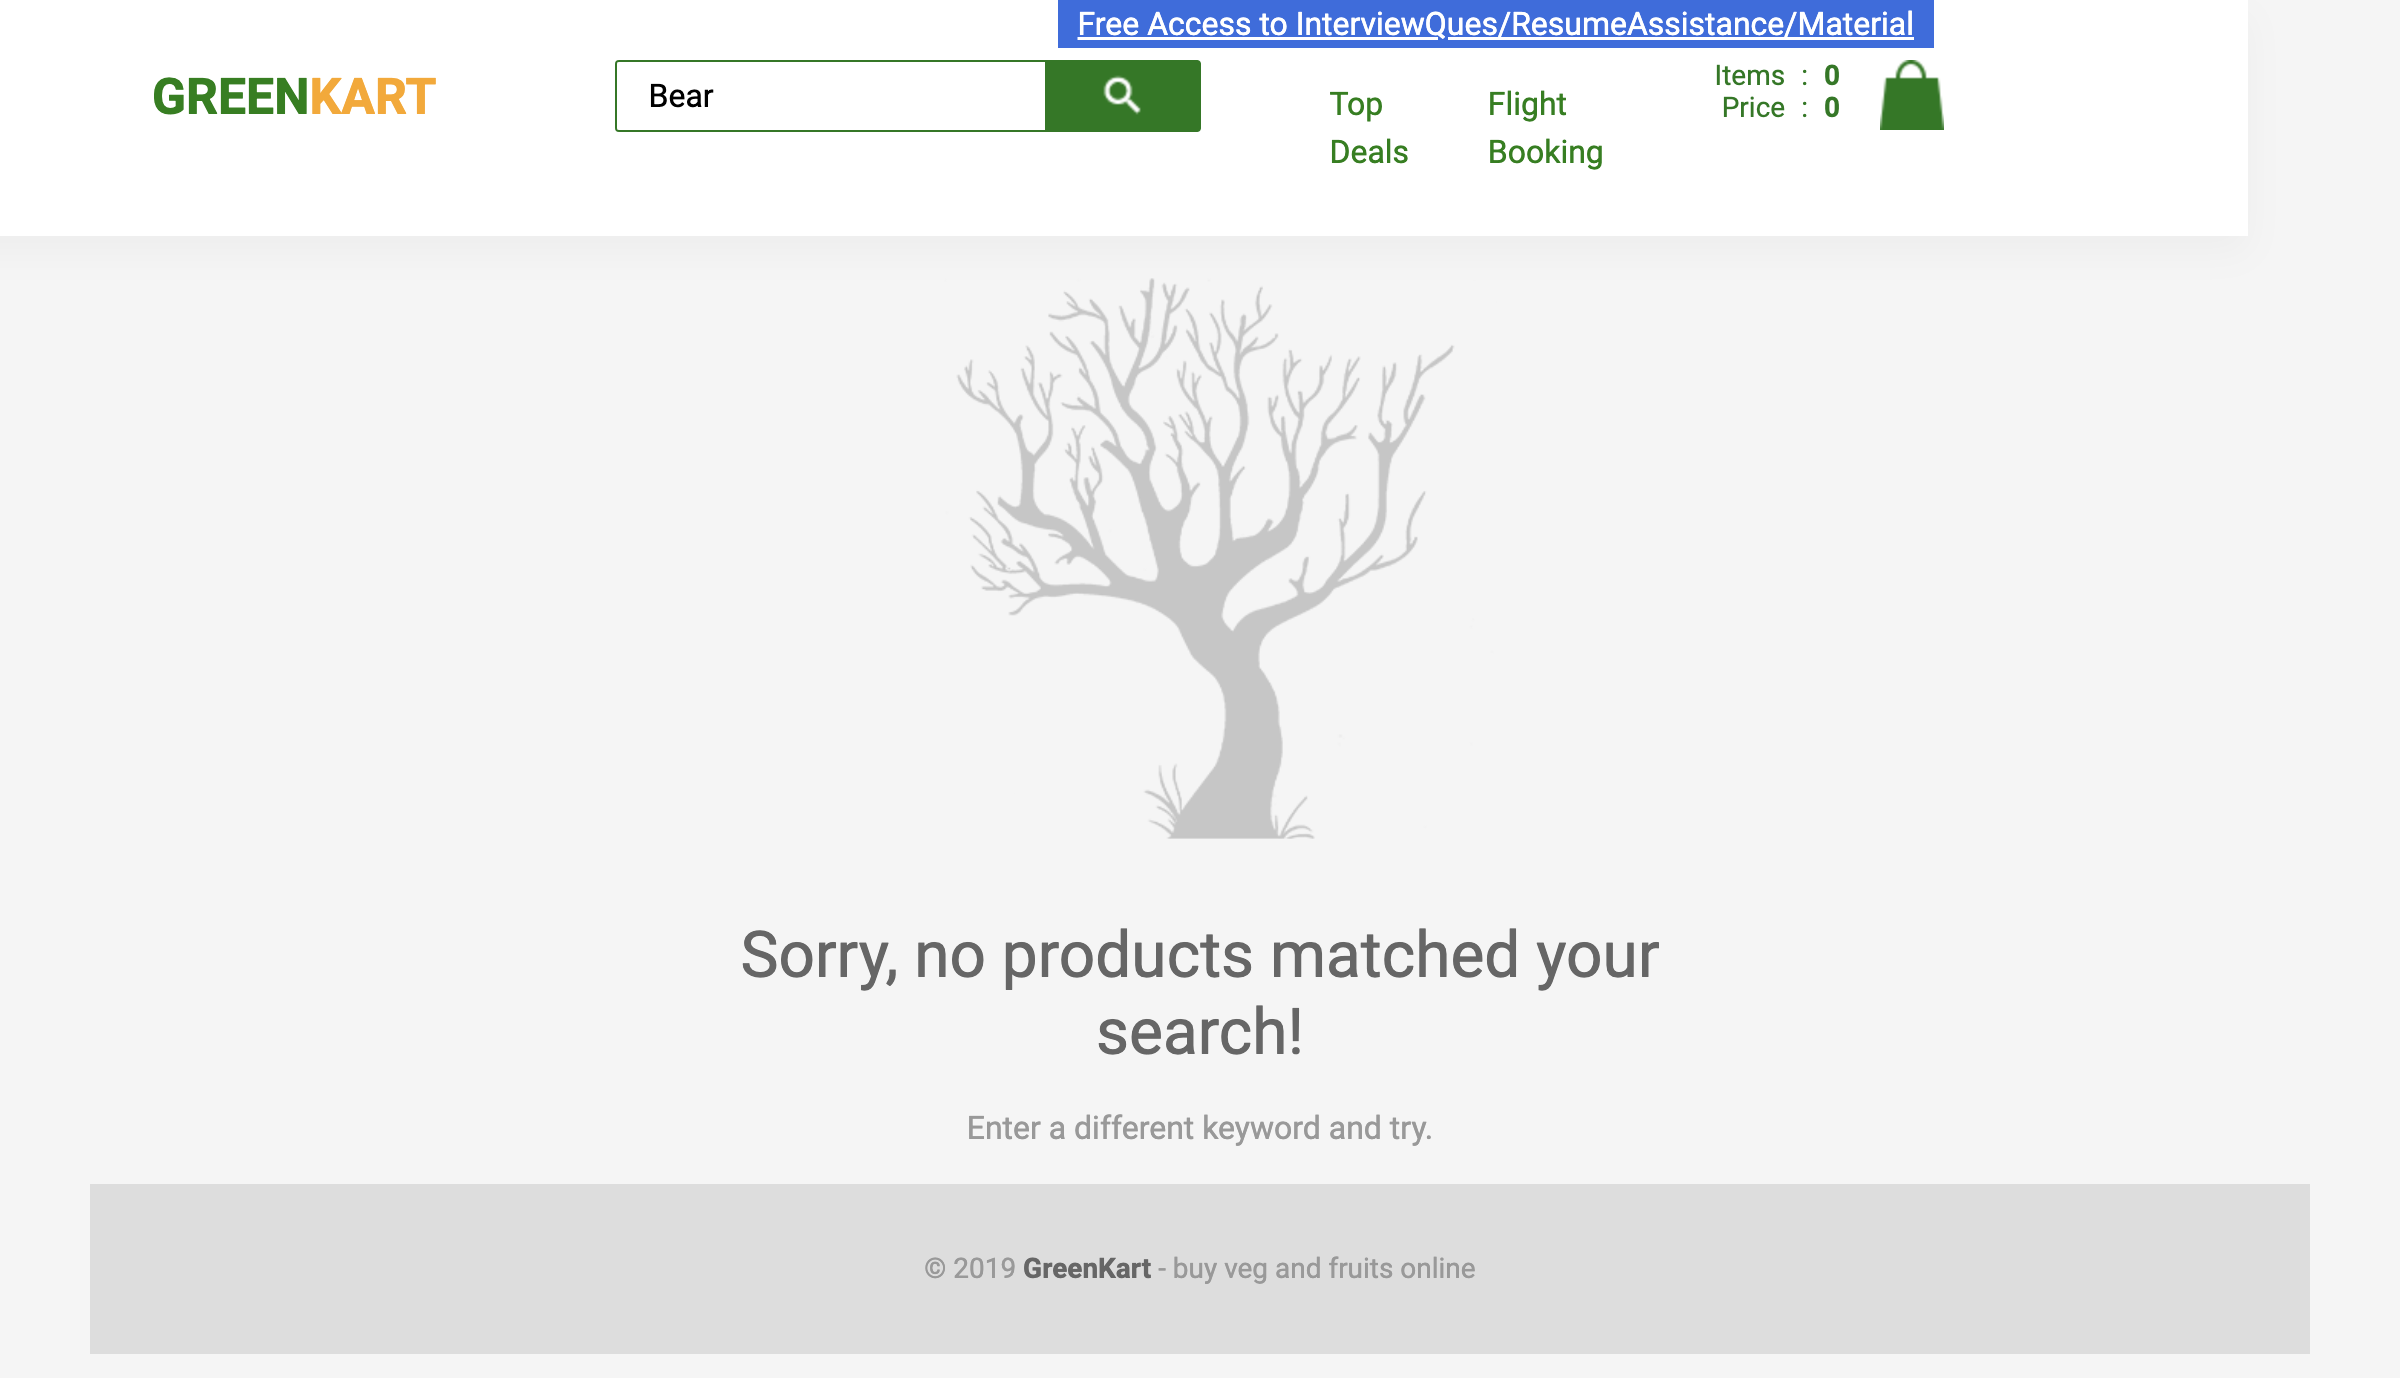 Free Access to InterviewQues/ResumeAssistance/Material
GREENKART
Bear
Top
Deals
Flight
Booking
Items : 0
Price : 0
Sorry, no products matched your
search!
Enter a different keyword and try.
© 2019 GreenKart - buy veg and fruits online